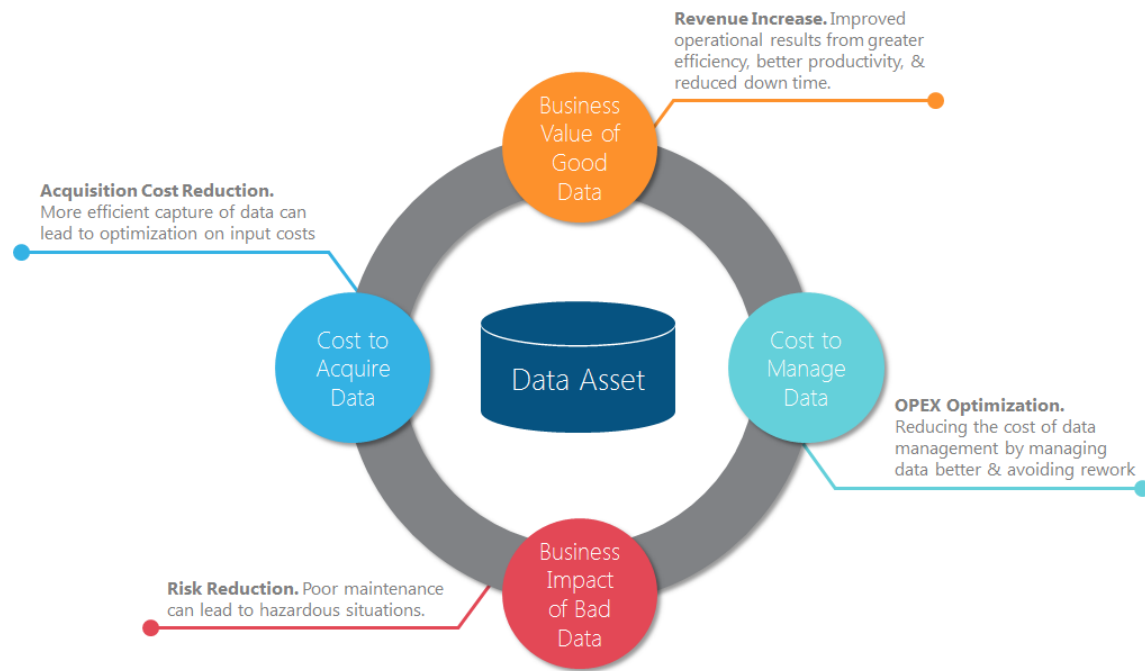 Revenue Increase. Improved
operational results from greater
efficiency, better productivity, &
reduced down time.
Business
Value of
Good
Data
Acquisition Cost Reduction.
More efficient capture of data can
lead to optimization on input costs
Cost to
Acquire
Data
Data Asset
Cost to
Manage
Data
OPEX Optimization.
Reducing the cost of data
management by managing
data better & avoiding rework
Business
Impact
of Bad
Data
Risk Reduction. Poor maintenance
can lead to hazardous situations.